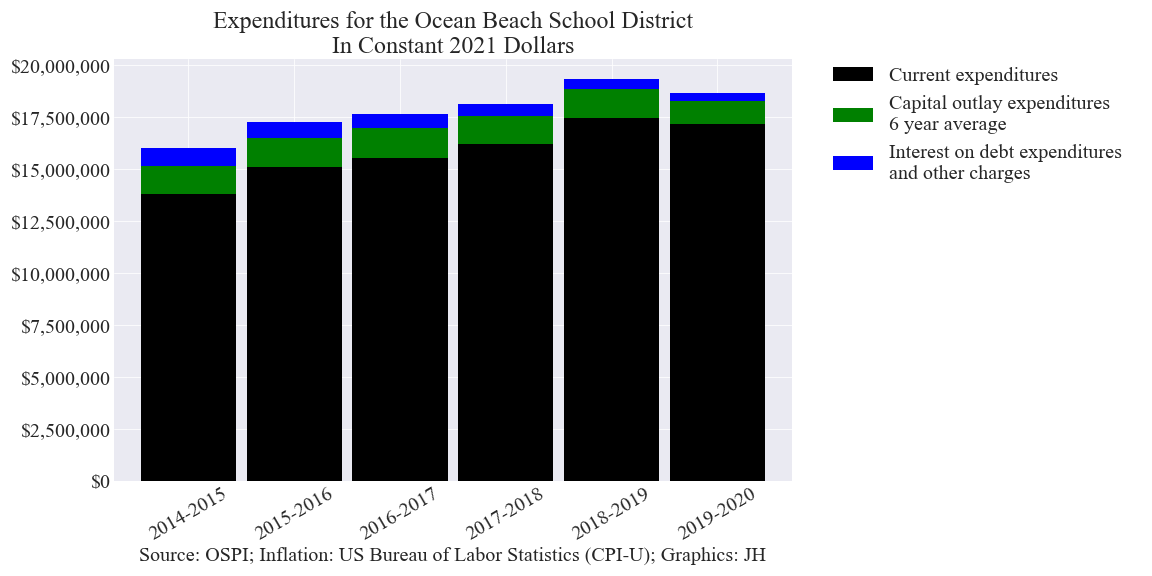 Expenditures for the Ocean Beach School District
In Constant 2021 Dollars
$20,000,000
$17,500,000
$15,000,000
$12,500,000
$10,000,000
$7,500,000
$5,000,000
$2,500,000
$0
2014-2015
2015-2016
2016-2017
2017-2018
2018-2019
2019-2020
Source: OSPI; Inflation: US Bureau of Labor Statistics (CPI-U); Graphics: JH
Current expenditures
Capital outlay expenditures
6 year average
Interest on debt expenditures
and other charges